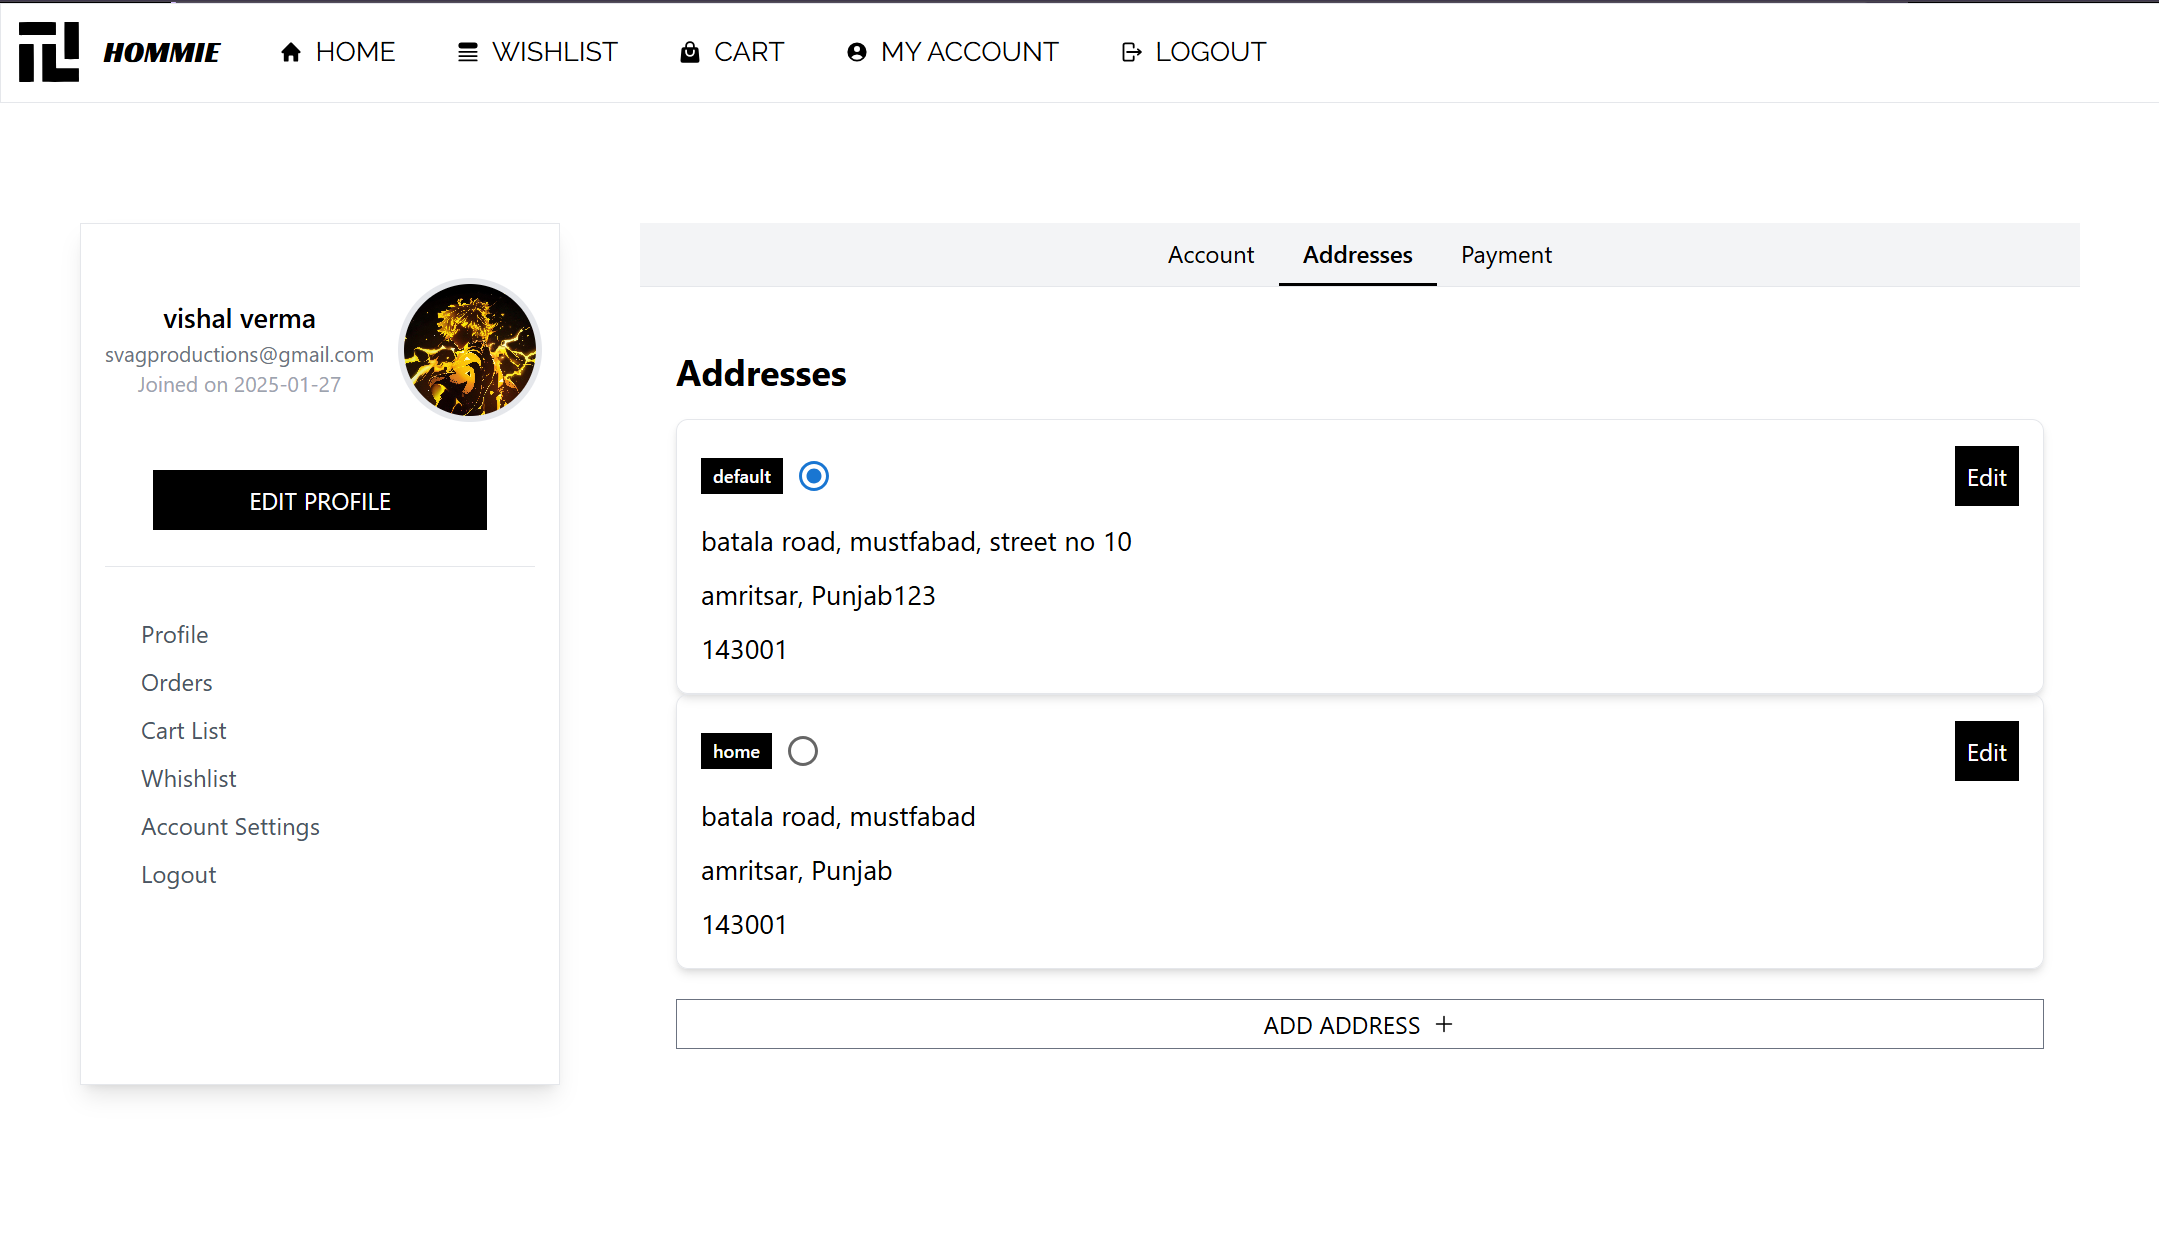 HOMMIE
HOME
WISHLIST
CART
MY ACCOUNT
LOGOUT
vishal verma
svagproductions@gmail.com
Joined on 2025-01-27
EDIT PROFILE
Profile
Orders
Cart List
Whishlist
Account Settings
Logout
Account
Addresses
Payment
Addresses
default
Edit
batala road, mustfabad, street no 10
amritsar, Punjab123
143001
home
Edit
batala road, mustfabad
amritsar, Punjab
143001
ADD ADDRESS +